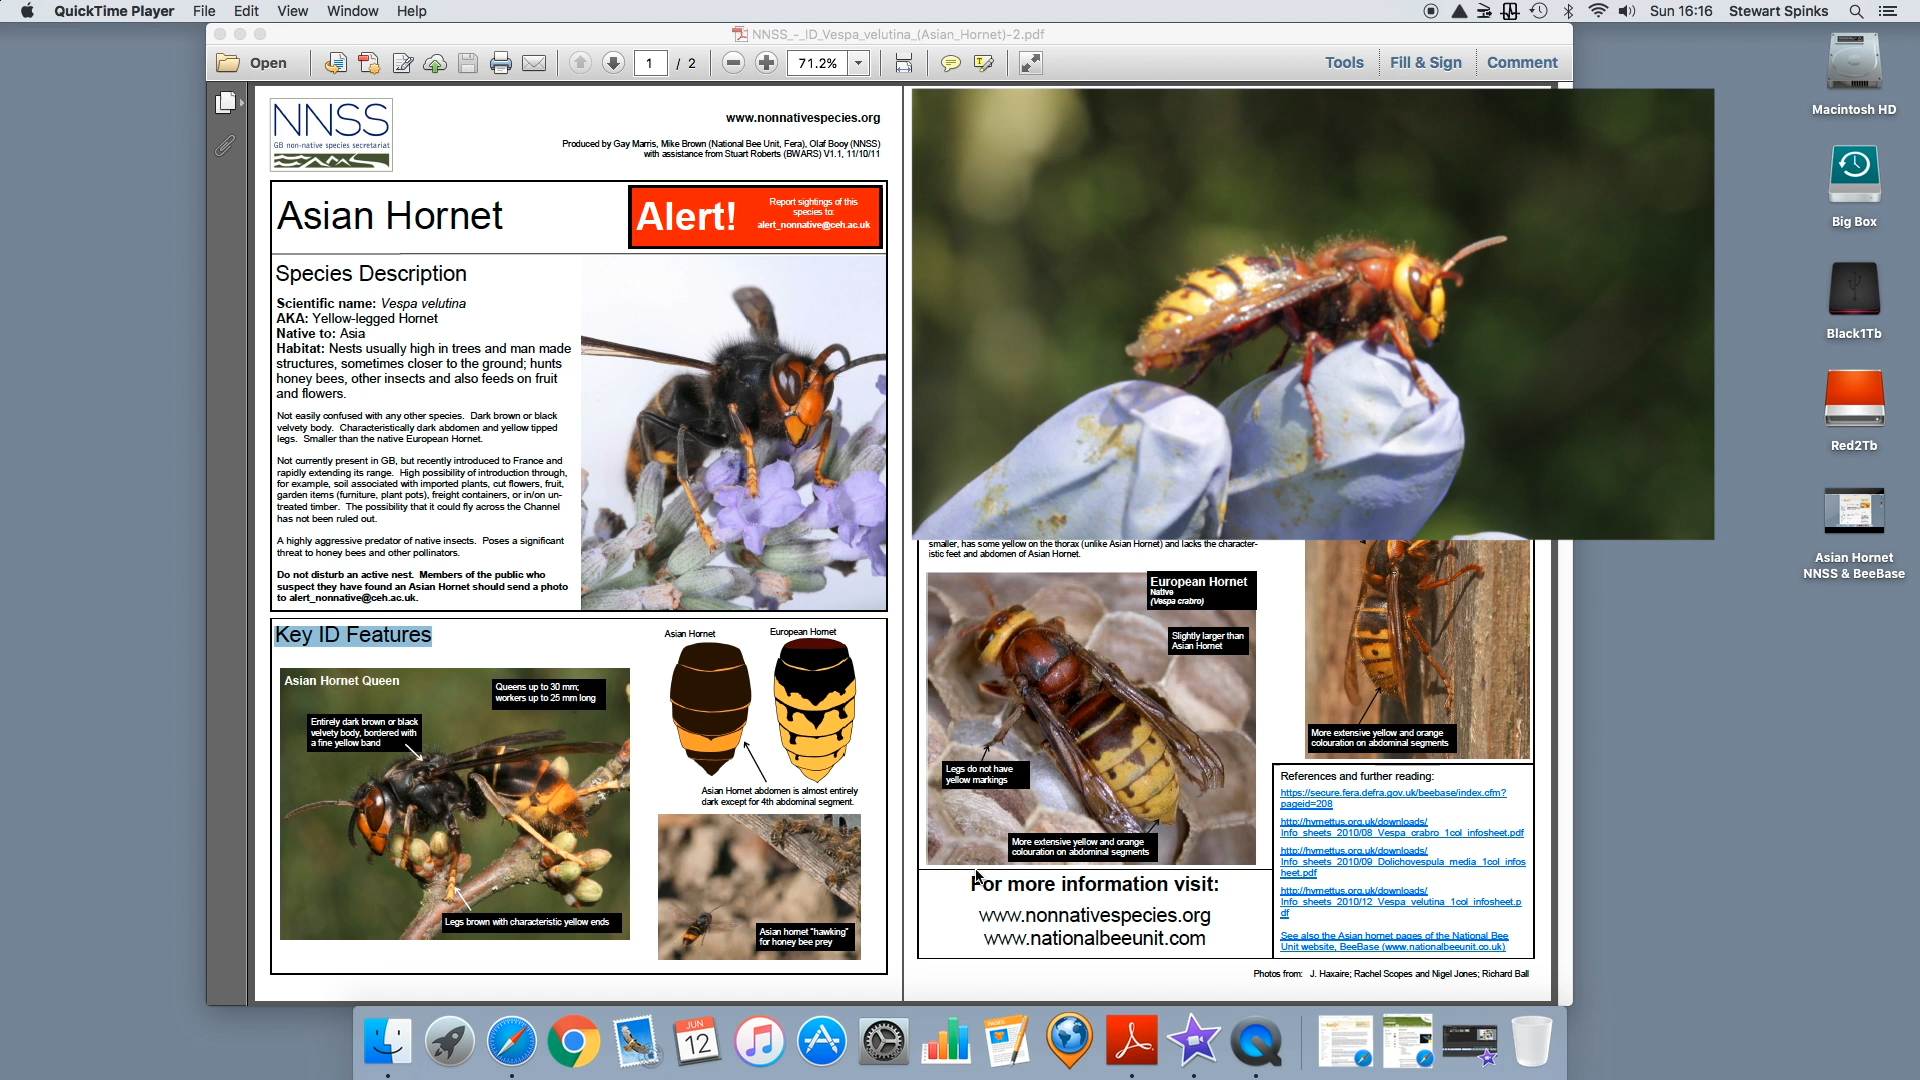 QuickTime Player File Edit View Window Help
Sun 16:16 Stewart Spinks
NNSS_-_ID_Vespa_velutina_(Asian_Hornet)-2.pdf
Open
1 / 2
71.2%
Tools Fill & Sign Comment
NNSS
GB non-native species secretariat
www.nonnativespecies.org
Produced by Gay Marris, Mike Brown (National Bee Unit, Fera), Olaf Booy (NNSS)
with assistance from Stuart Roberts (BWARS) V1.1, 11/10/11
Asian Hornet
Alert!
Report sightings of this
species to:
alert_nonnative@ceh.ac.uk
Species Description
Scientific name: Vespa velutina
AKA: Yellow-legged Hornet
Native to: Asia
Habitat: Nests usually high in trees and man made
structures, sometimes closer to the ground; hunts
honey bees, other insects and also feeds on fruit
and flowers.
Not easily confused with any other species. Dark brown or black
velvety body. Characteristically dark abdomen and yellow tipped
legs. Smaller than the native European Hornet.
Not currently present in GB, but recently introduced to France and
rapidly extending its range. High possibility of introduction through,
for example, soil associated with imported plants, cut flowers, fruit,
garden items (furniture, plant pots), freight containers, or in/on un-
treated timber. The possibility that it could fly across the Channel
has not been ruled out.
A highly aggressive predator of native insects. Poses a significant
threat to honey bees and other pollinators.
Do not disturb an active nest. Members of the public who
suspect they have found an Asian Hornet should send a photo
to alert_nonnative@ceh.ac.uk.
Key ID Features
Asian Hornet Queen
Queens up to 30 mm;
workers up to 25 mm long
Entirely dark brown or black
velvety body, bordered with
a fine yellow band
Legs brown with characteristic yellow ends
Asian Hornet
European Hornet
Asian Hornet abdomen is almost entirely
dark except for 4th abdominal segment.
Asian hornet "hawking"
for honey bee prey
smaller, has some yellow on the thorax (unlike Asian Hornet) and lacks the character-
istic feet and abdomen of Asian Hornet.
European Hornet
Native
(Vespa crabro)
Slightly larger than
Asian Hornet
Legs do not have
yellow markings
More extensive yellow and orange
colouration on abdominal segments
More extensive yellow and orange
colouration on abdominal segments
For more information visit:
www.nonnativespecies.org
www.nationalbeeunit.com
References and further reading:
https://secure.fera.defra.gov.uk/beebase/index.cfm?
pageid=208
http://hymettus.org.uk/downloads/
Info_sheets_2010/08_Vespa_crabro_1col_infosheet.pdf
http://hymettus.org.uk/downloads/
Info_sheets_2010/09_Dolichovespula_media_1col_infos
heet.pdf
http://hymettus.org.uk/downloads/
Info_sheets_2010/12_Vespa_velutina_1col_infosheet.p
df
See also the Asian hornet pages of the National Bee
Unit website, BeeBase (www.nationalbeeunit.co.uk)
Photos from: J. Haxaire; Rachel Scopes and Nigel Jones; Richard Ball
Macintosh HD
Big Box
Black1Tb
Red2Tb
Asian Hornet
NNSS & BeeBase
JUN
12
PAGES